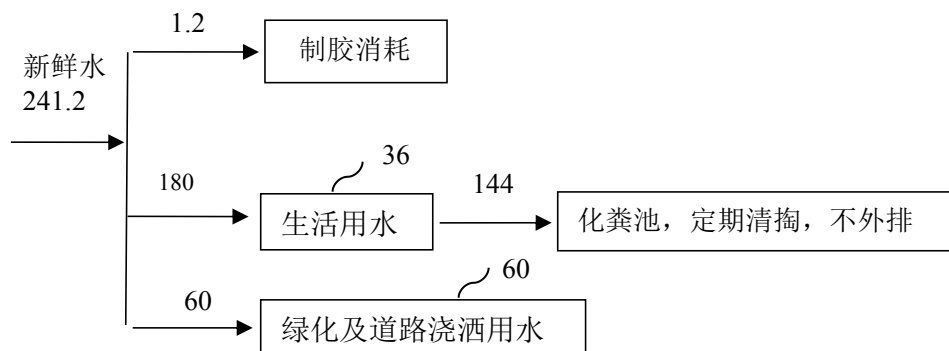 1.2
制胶消耗
新鲜水
241.2
36
180
144
生活用水
化粪池，定期清掏，不外排
60
60
绿化及道路浇洒用水